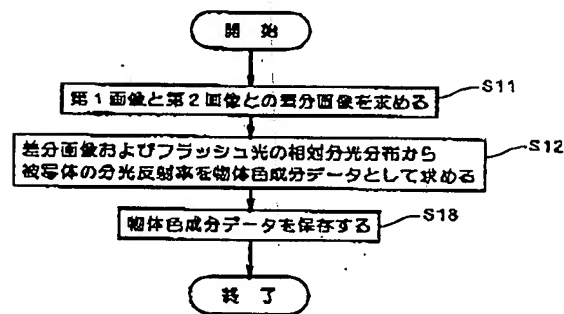 開始
第1画像と第2画像との差分画像を求める
S11
差分画像およびフラッシュ光の相対分光分布から
被写体の分光反射率を物体色成分データとして求める
S12
物体色成分データを保存する
S18
終了